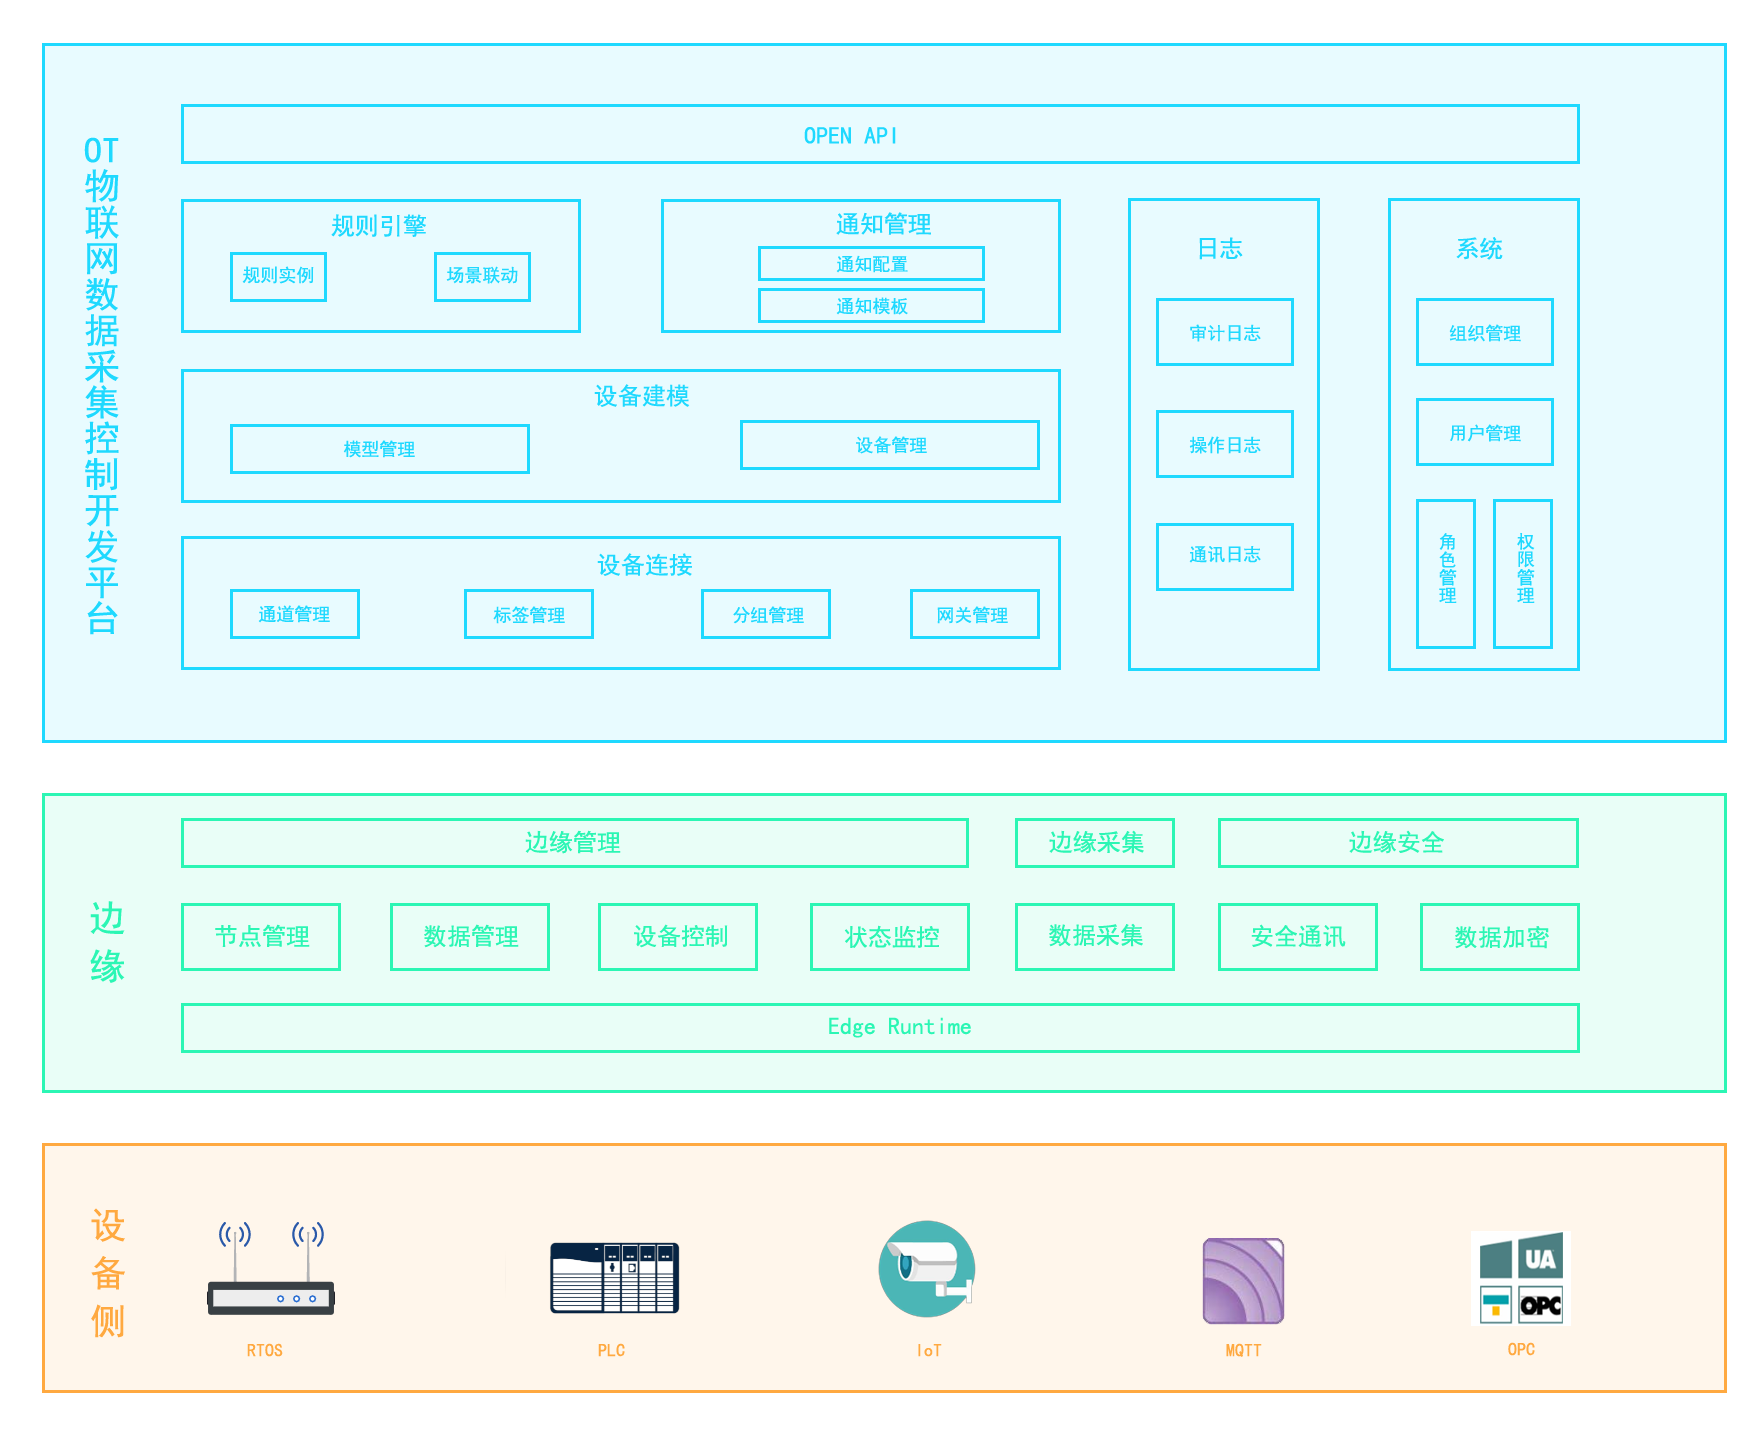 OT物联网数据采集控制开发平台
OPEN API
规则引擎
规则实例
场景联动
通知管理
通知配置
通知模板
设备建模
模型管理
设备管理
设备连接
通道管理
标签管理
分组管理
网关管理
日志
审计日志
操作日志
通讯日志
系统
组织管理
用户管理
角色管理
权限管理
边缘
边缘管理
边缘采集
边缘安全
节点管理
数据管理
设备控制
状态监控
数据采集
安全通讯
数据加密
Edge Runtime
设备侧
RTOS
PLC
IoT
MQTT
UA
OPC
OPC